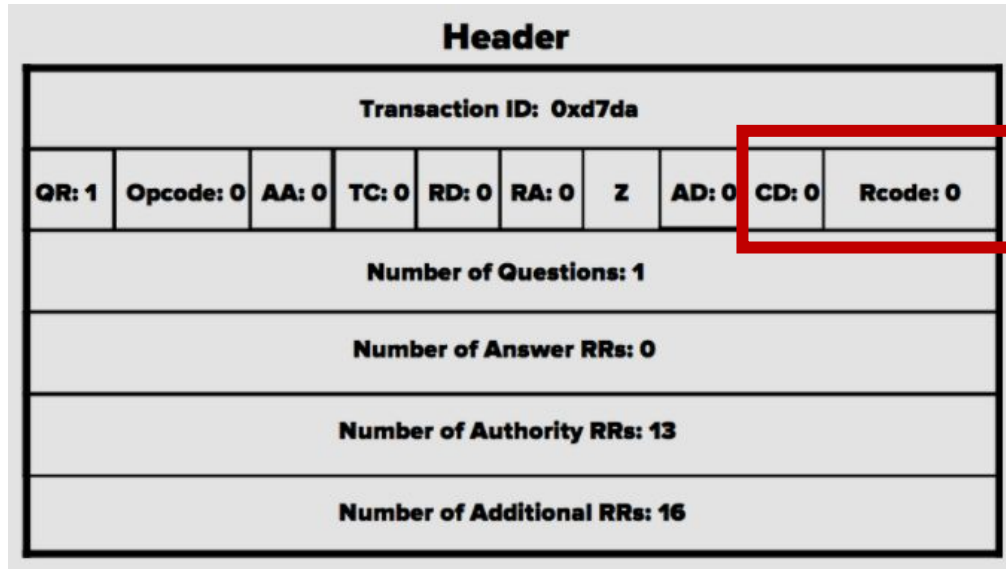 Header
Transaction ID: 0xd7da
QR: 1 Opcode: 0 AA: 0 TC: 0 RD: 0 RA: 0 Z AD: 0 CD: 0 Rcode: 0
Number of Questions: 1
Number of Answer RRs: 0
Number of Authority RRs: 13
Number of Additional RRs: 16